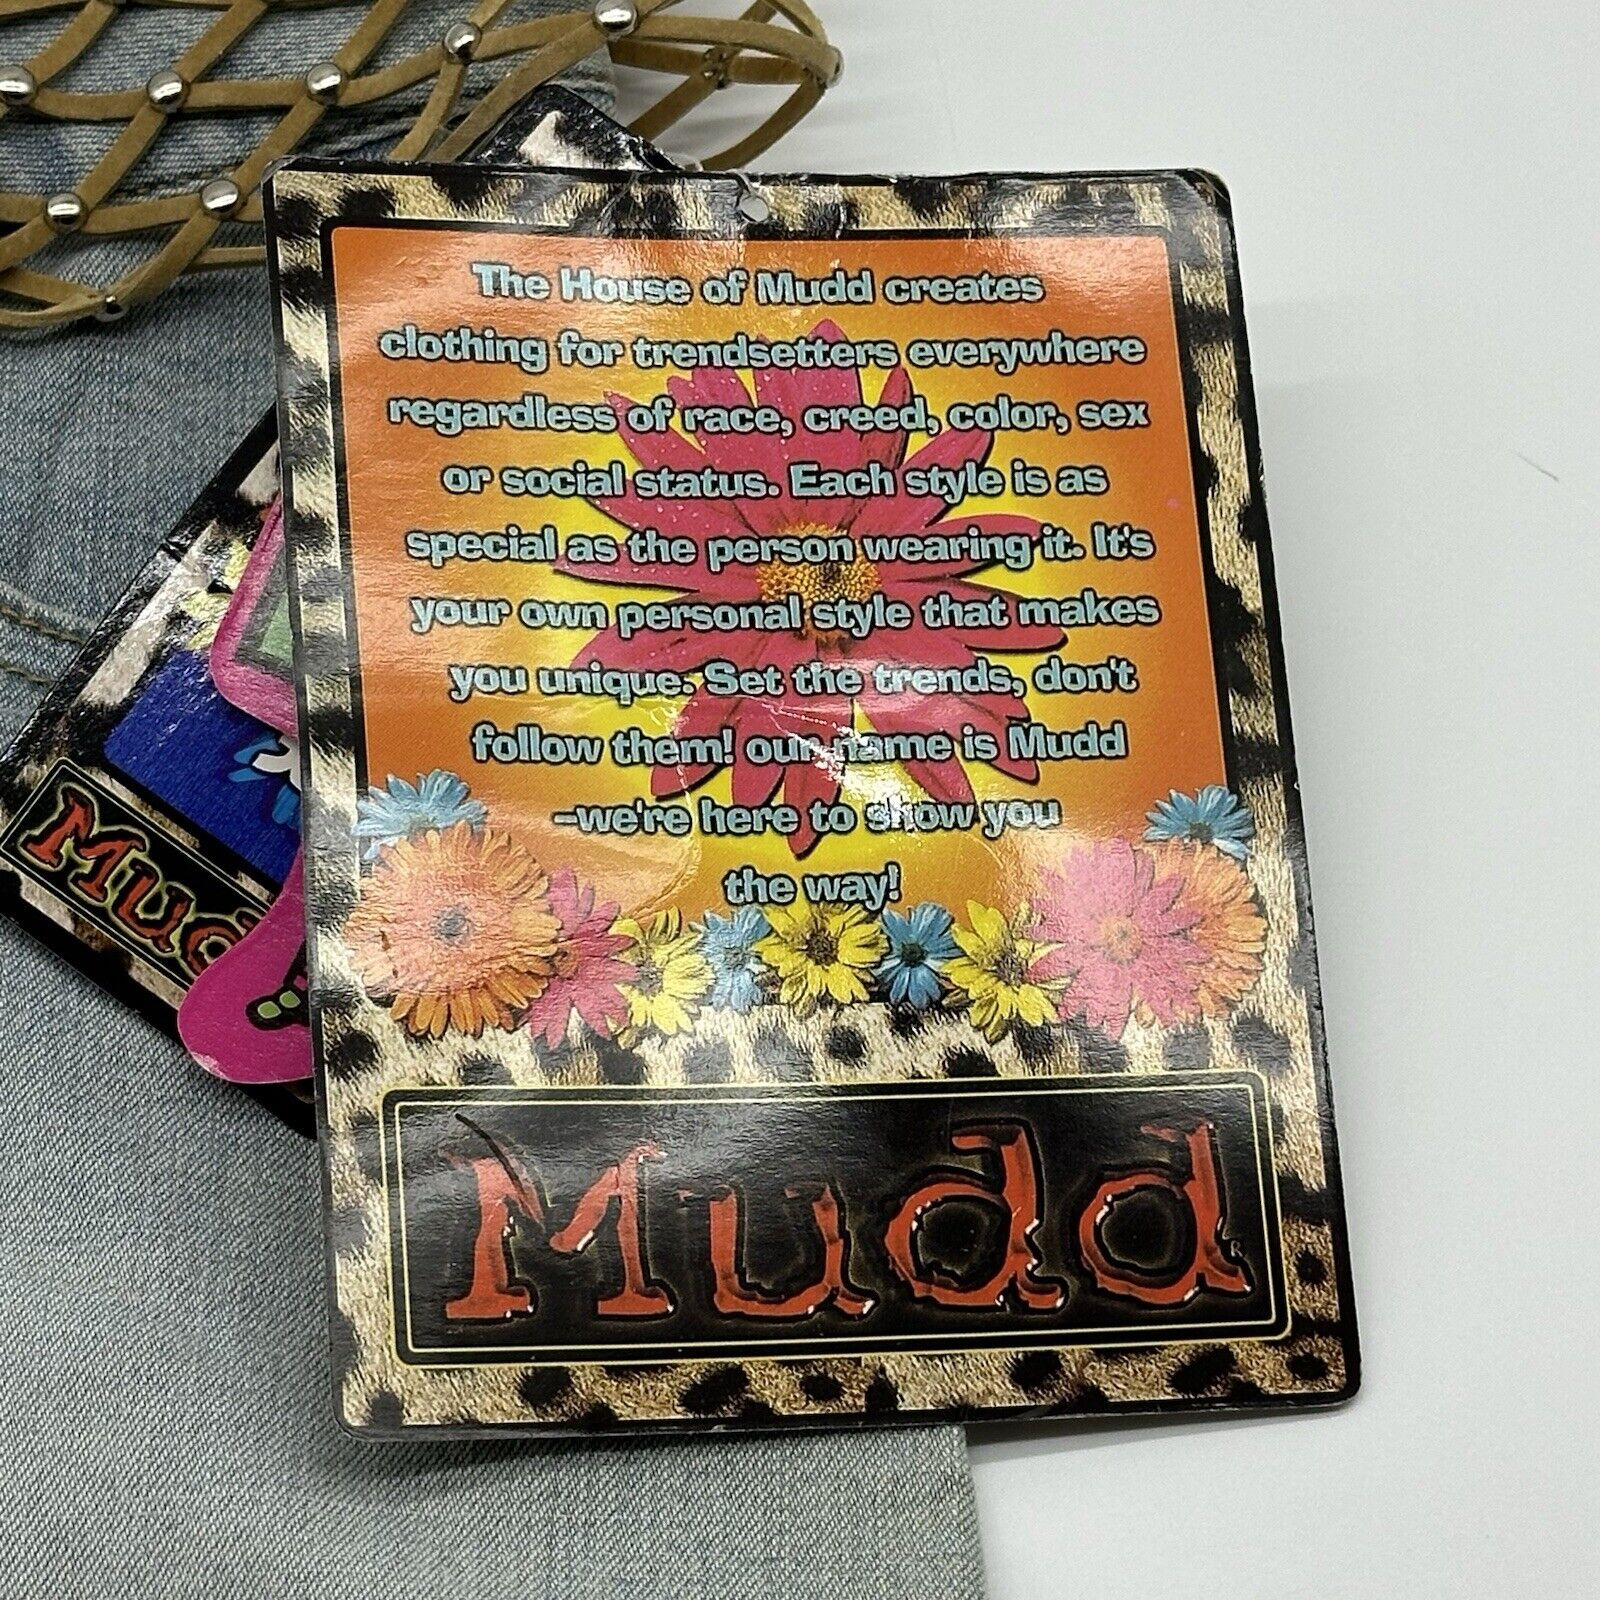 The House of Mudd creates
clothing for trendsetters everywhere
regardless of race, creed, color, sex
or social status. Each style is as
special as the person wearing it. It's
your own personal style that makes
you unique. Set the trends, don't
follow them! our name is Mudd
-we're here to show you
the way!
Mudd®
Mud